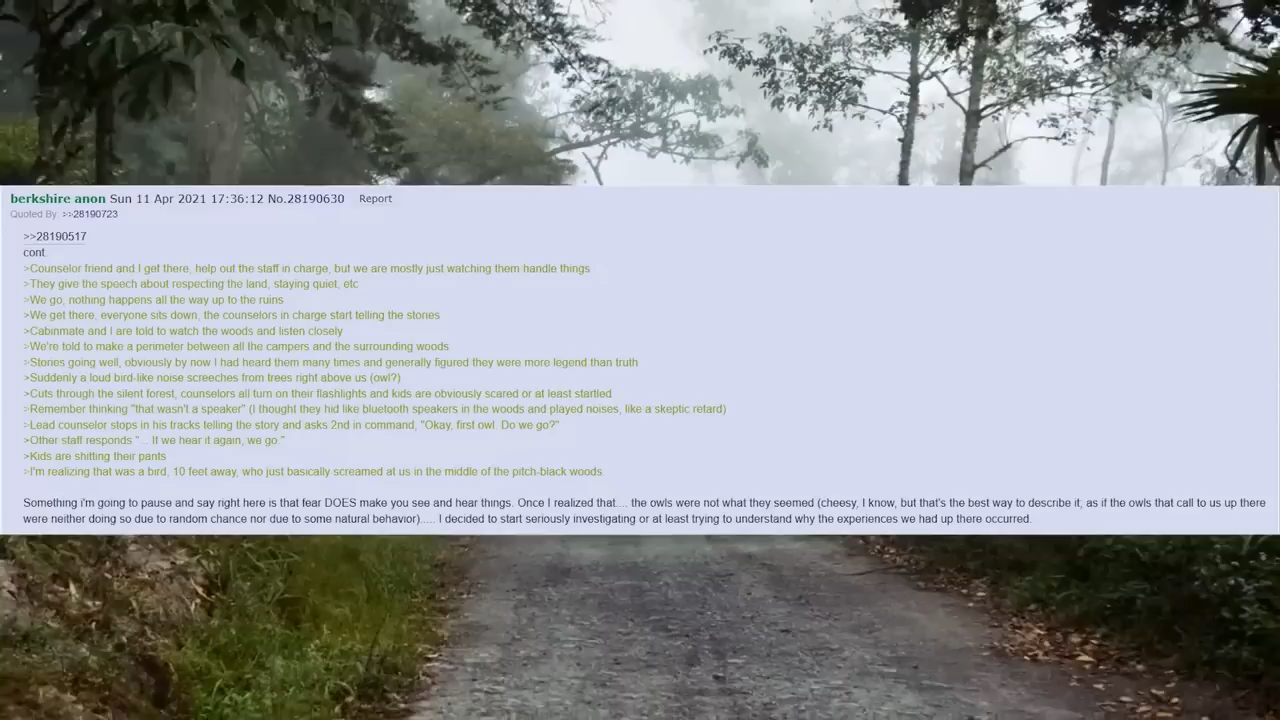 berkshire anon Sun 11 Apr 2021 17:36:12 No.28190630 Report
Quoted By: >>28190723
>>28190517
cont.
>Counselor friend and I get there, help out the staff in charge, but we are mostly just watching them handle things
>They give the speech about respecting the land, staying quiet, etc
>We go, nothing happens all the way up to the ruins
>We get there, everyone sits down, the counselors in charge start telling the stories
>Cabinmate and I are told to watch the woods and listen closely
>We're told to make a perimeter between all the campers and the surrounding woods
>Stories going well, obviously by now I had heard them many times and generally figured they were more legend than truth
>Suddenly a loud bird-like noise screeches from trees right above us (owl?)
>Cuts through the silent forest, counselors all turn on their flashlights and kids are obviously scared or at least startled
>Remember thinking "that wasn't a speaker" (I thought they hid like bluetooth speakers in the woods and played noises, like a skeptic retard)
>Lead counselor stops in his tracks telling the story and asks 2nd in command, "Okay, first owl. Do we go?"
>Other staff responds "... If we hear it again, we go."
>Kids are shitting their pants
>I'm realizing that was a bird, 10 feet away, who just basically screamed at us in the middle of the pitch-black woods.
Something i'm going to pause and say right here is that fear DOES make you see and hear things. Once I realized that.... the owls were not what they seemed (cheesy, I know, but that's the best way to describe it; as if the owls that call to us up there
were neither doing so due to random chance nor due to some natural behavior)..... I decided to start seriously investigating or at least trying to understand why the experiences we had up there occurred.